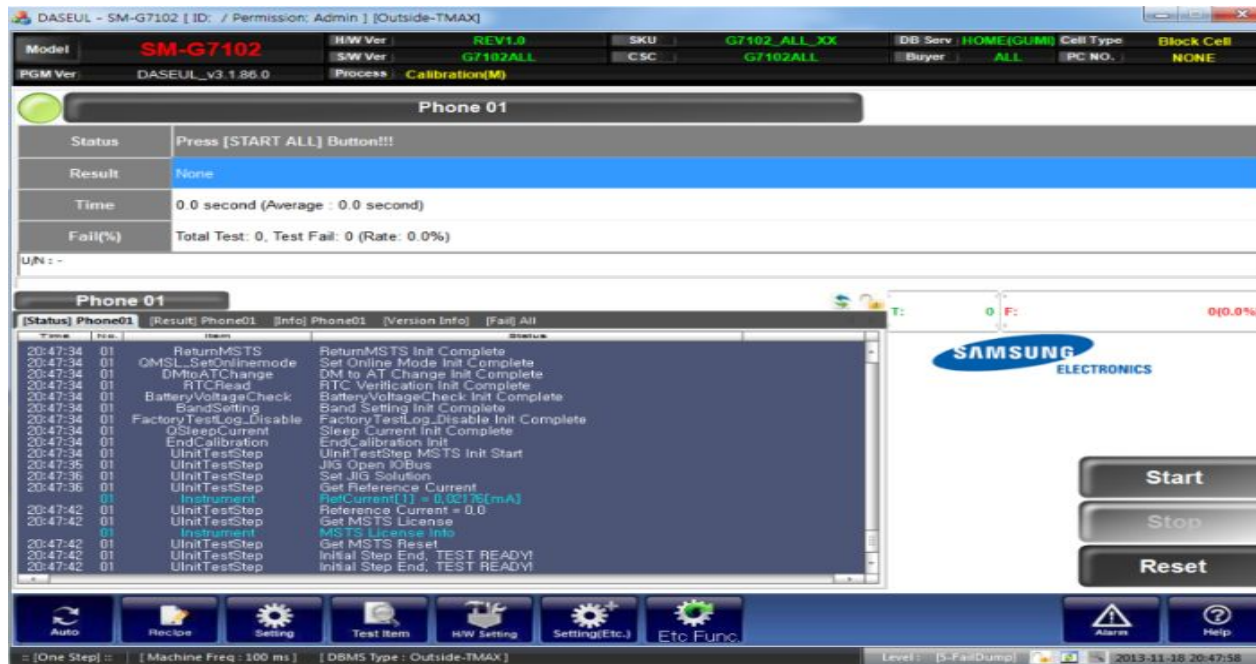 DASEUL - SM-G7102 [ ID: / Permission: Admin ] [Outside-TMAX]
Model SM-G7102 H/W Ver REV1.0 SKU G7102_ALL_XX DB Serv HOME(GUMI) Cell Type Block Cell
S/W Ver G7102ALL CSC G7102ALL Buyer ALL PC NO. NONE
PGM Ver DASEUL_v3.1.86.0 Process Calibration(M)
Phone 01
Status Press [START ALL] Button!!!
Result None
Time 0.0 second (Average : 0.0 second)
Fail(%) Total Test: 0, Test Fail: 0 (Rate: 0.0%)
U/N : -
Phone 01
T: 0 F: 0(0.0%
[Status] Phone01 [Result] Phone01 [Info] Phone01 [Version Info] [Fail] All
Time No. Item Status
20:47:34 01 ReturnMSTS ReturnMSTS Init Complete
20:47:34 01 QMSL_SetOnlinemode Set Online Mode Init Complete
20:47:34 01 DMtoATChange DM to AT Change Init Complete
20:47:34 01 RTCRead RTC Verification Init Complete
20:47:34 01 BatteryVoltageCheck BatteryVoltageCheck Init Complete
20:47:34 01 BandSetting Band Setting Init Complete
20:47:34 01 FactoryTestLog_Disable FactoryTestLog_Disable Init Complete
20:47:34 01 QSleepCurrent Sleep Current Init Complete
20:47:34 01 EndCalibration EndCalibration Init
20:47:34 01 UInitTestStep UInitTestStep MSTS Init Start
20:47:35 01 UInitTestStep JIG Open IOBus
20:47:36 01 UInitTestStep Set JIG Solution
20:47:36 01 UInitTestStep Get Reference Current
01 Instrument RefCurrent[1] = 0,02176[mA]
20:47:42 01 UInitTestStep Reference Current = 0,0
20:47:42 01 UInitTestStep Get MSTS License
01 Instrument MSTS License Info
20:47:42 01 UInitTestStep Get MSTS Reset
20:47:42 01 UInitTestStep Initial Step End, TEST READY!
20:47:42 01 UInitTestStep Initial Step End, TEST READY!
SAMSUNG
ELECTRONICS
Start
Stop
Reset
Auto Recipe Setting Test Item H/W Setting Setting(Etc.) Etc Func. Alarm Help
:: [One Step] :: [ Machine Freq : 100 ms ] [ DBMS Type : Outside-TMAX ] Level : [5-FailDump] 2013-11-18 20:47:58